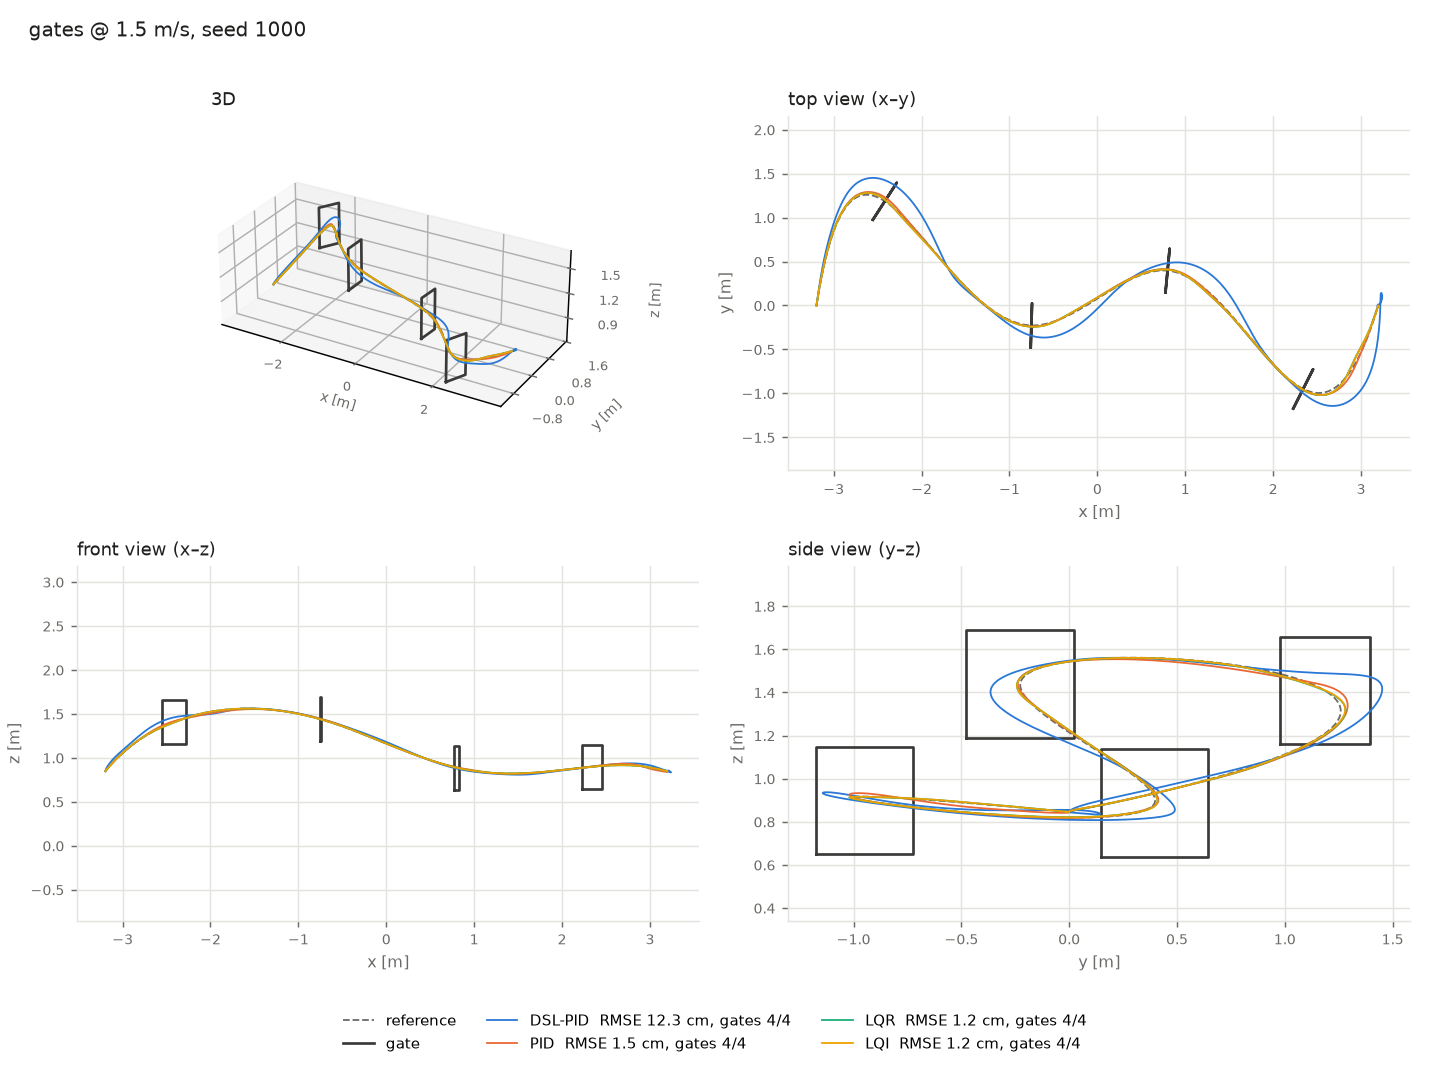 gates @ 1.5 m/s, seed 1000
3D
1.5
1.2
0.9
z [m]
−2
0
2
x [m]
1.6
0.8
0.0
−0.8
y [m]
top view (x–y)
2.0
1.5
1.0
0.5
0.0
−0.5
−1.0
−1.5
y [m]
−3
−2
−1
0
1
2
3
x [m]
front view (x–z)
3.0
2.5
2.0
1.5
1.0
0.5
0.0
−0.5
z [m]
−3
−2
−1
0
1
2
3
x [m]
side view (y–z)
1.8
1.6
1.4
1.2
1.0
0.8
0.6
0.4
z [m]
−1.0
−0.5
0.0
0.5
1.0
1.5
y [m]
reference
gate
DSL-PID RMSE 12.3 cm, gates 4/4
PID RMSE 1.5 cm, gates 4/4
LQR RMSE 1.2 cm, gates 4/4
LQI RMSE 1.2 cm, gates 4/4